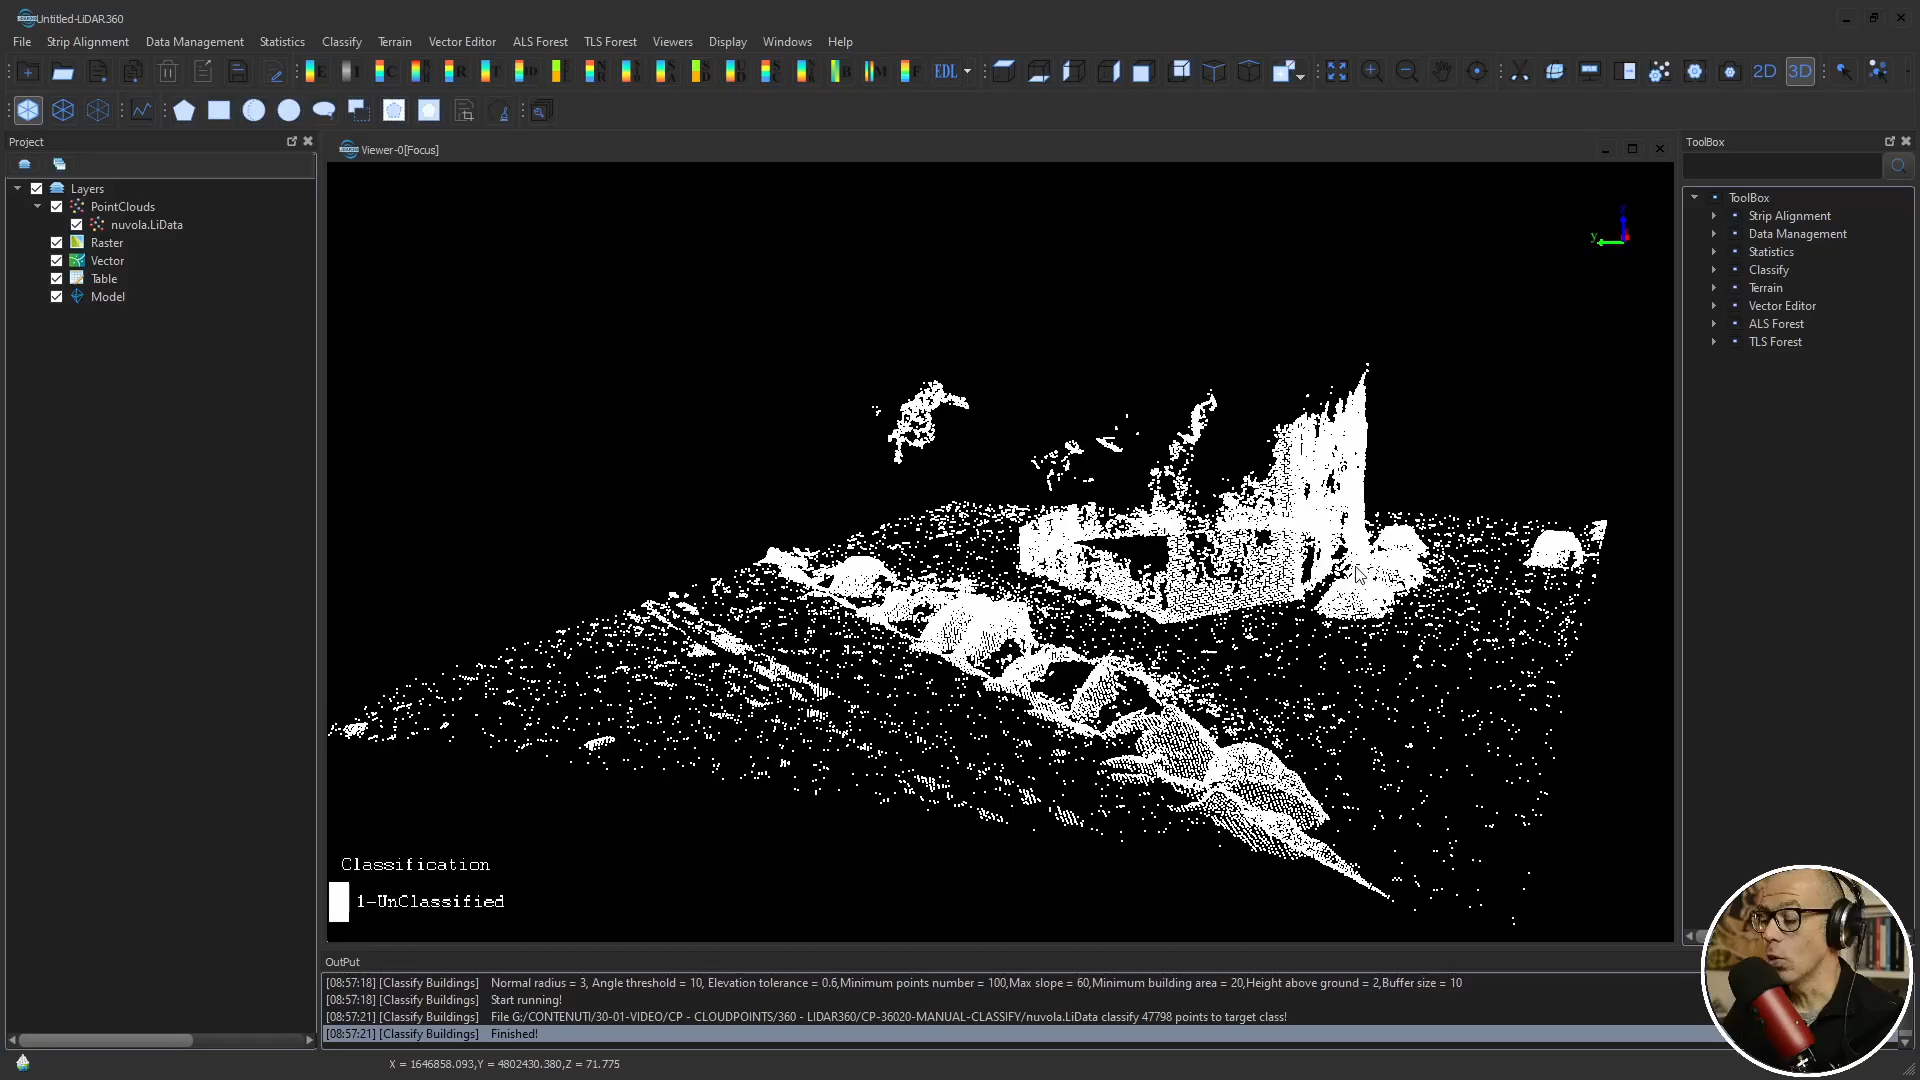 Untitled-LiDAR360
File Strip Alignment Data Management Statistics Classify Terrain Vector Editor ALS Forest TLS Forest Viewers Display Windows Help
EDL 2D 3D
Project
Viewer-0[Focus]
ToolBox
Layers
PointClouds
nuvola.LiData
Raster
Vector
Table
Model
y
ToolBox
Strip Alignment
Data Management
Statistics
Classify
Terrain
Vector Editor
ALS Forest
TLS Forest
Classification
1-UnClassified
OutPut
[08:57:18] [Classify Buildings] Normal radius = 3, Angle threshold = 10, Elevation tolerance = 0.6,Minimum points number = 100,Max slope = 60,Minimum building area = 20,Height above ground = 2,Buffer size = 10
[08:57:18] [Classify Buildings] Start running!
[08:57:21] [Classify Buildings] File G:/CONTENUTI/30-01-VIDEO/CP - CLOUDPOINTS/360 - LIDAR360/CP-36020-MANUAL-CLASSIFY/nuvola.LiData classify 47798 points to target class!
[08:57:21] [Classify Buildings] Finished!
X = 1646858.093,Y = 4802430.380,Z = 71.775